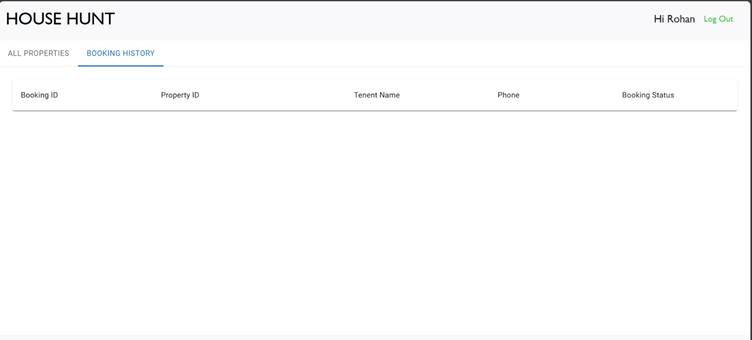 HOUSE HUNT
Hi Rohan Log Out
ALL PROPERTIES BOOKING HISTORY
Booking ID Property ID Tenent Name Phone Booking Status